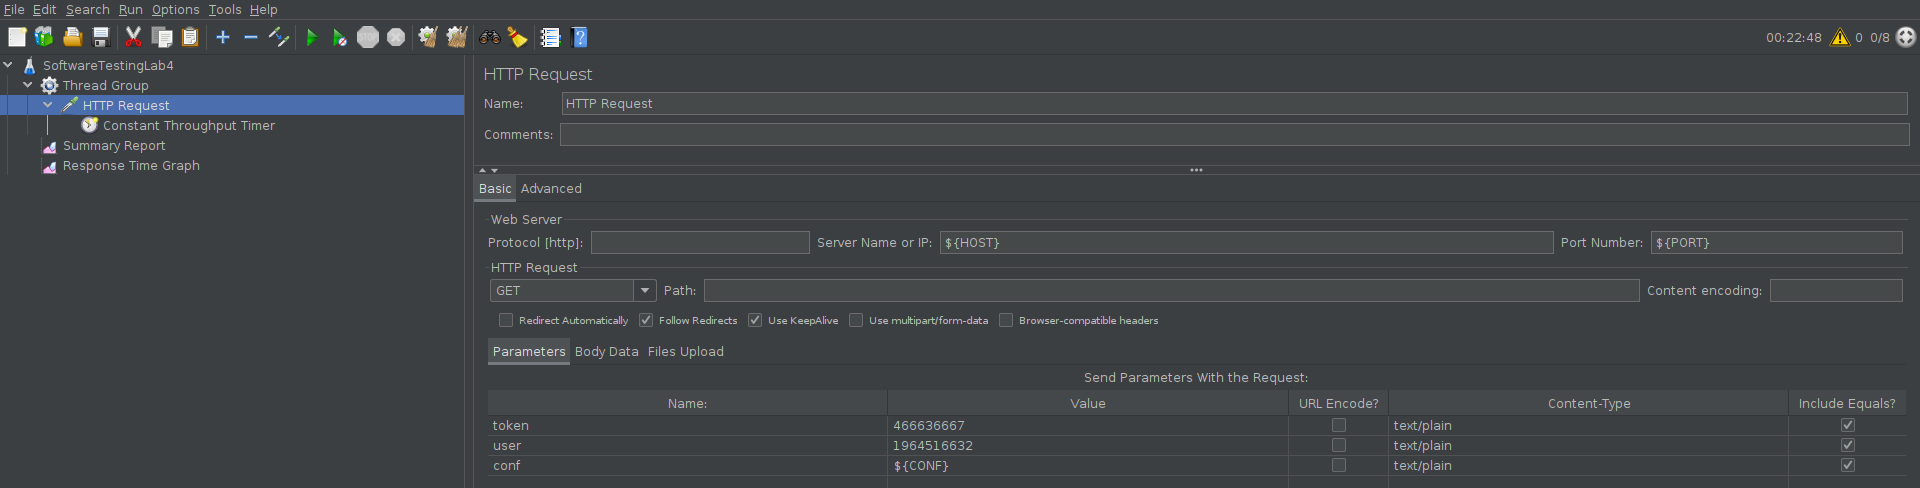 File Edit Search Run Options Tools Help
STOP
00:22:48 0 0/8
SoftwareTestingLab4
Thread Group
HTTP Request
Constant Throughput Timer
Summary Report
Response Time Graph
HTTP Request
Name: HTTP Request
Comments:
Basic Advanced
Web Server
Protocol [http]: Server Name or IP: ${HOST} Port Number: ${PORT}
HTTP Request
GET Path: Content encoding:
Redirect Automatically Follow Redirects Use KeepAlive Use multipart/form-data Browser-compatible headers
Parameters Body Data Files Upload
Send Parameters With the Request:
Name: Value URL Encode? Content-Type Include Equals?
token 466636667 text/plain
user 1964516632 text/plain
conf ${CONF} text/plain